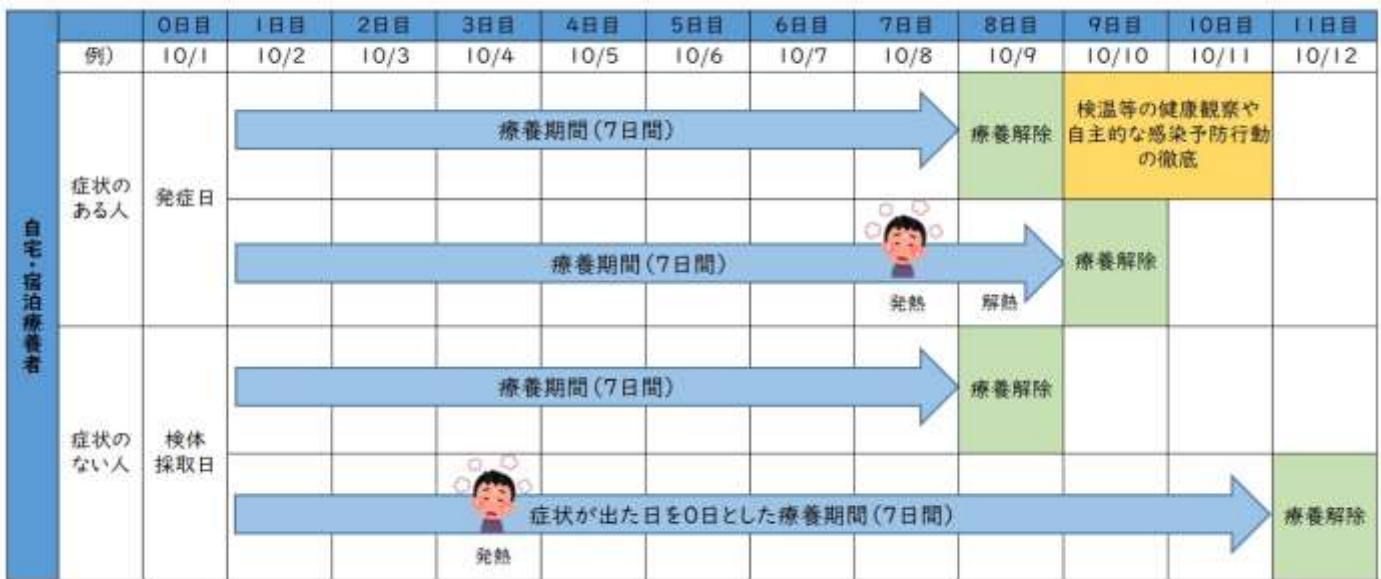 0日目 1日目 2日目 3日目 4日目 5日目 6日目 7日目 8日目 9日目 10日目 11日目
例) 10/1 10/2 10/3 10/4 10/5 10/6 10/7 10/8 10/9 10/10 10/11 10/12
自宅・宿泊療養者
症状の
ある人
発症日
療養期間(7日間)
療養解除
検温等の健康観察や
自主的な感染予防行動
の徹底
療養期間(7日間)
発熱
解熱
療養解除
症状の
ない人
検体
採取日
療養期間(7日間)
療養解除
発熱
症状が出た日を0日とした療養期間(7日間)
療養解除